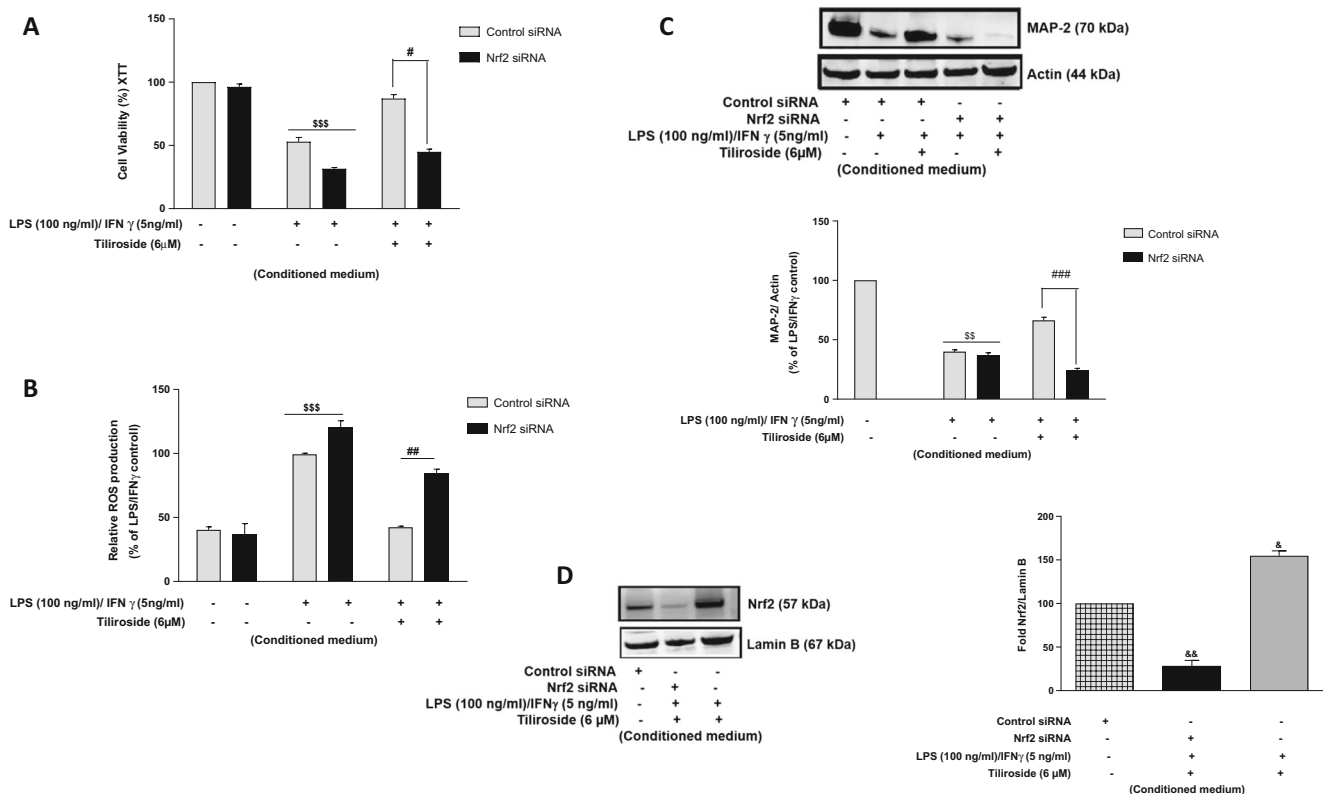 A
Control siRNA
Nrf2 siRNA
#
$$$
Cell Viability (%) XTT
150
100
50
0
LPS (100 ng/ml)/ IFN γ (5ng/ml) - - + + + +
Tiliroside (6μM) - - - - + +
(Conditioned medium)
B
Control siRNA
Nrf2 siRNA
$$$
##
Relative ROS production
(% of LPS/IFNγ controll)
150
100
50
0
LPS (100 ng/ml)/ IFN γ (5ng/ml) - - + + + +
Tiliroside (6μM) - - - - + +
(Conditioned medium)
C
MAP-2 (70 kDa)
Actin (44 kDa)
Control siRNA + + + - -
Nrf2 siRNA - - - + +
LPS (100 ng/ml)/IFN γ (5ng/ml) - + + + +
Tiliroside (6μM) - - + - +
(Conditioned medium)
Control siRNA
Nrf2 siRNA
$$
###
MAP-2/ Actin
(% of LPS/IFNγ control)
150
100
50
0
LPS (100 ng/ml)/ IFN γ (5ng/ml) - + + + +
Tiliroside (6μM) - - - + +
(Conditioned medium)
D
Nrf2 (57 kDa)
Lamin B (67 kDa)
Control siRNA + - -
Nrf2 siRNA - + -
LPS (100 ng/ml)/IFNγ (5 ng/ml) - + +
Tiliroside (6 μM) - + +
(Conditioned medium)
Fold Nrf2/Lamin B
200
150
100
50
0
&&
&
Control siRNA + - -
Nrf2 siRNA - + -
LPS (100 ng/ml)/IFNγ (5 ng/ml) - + +
Tiliroside (6 μM) - + +
(Conditioned medium)